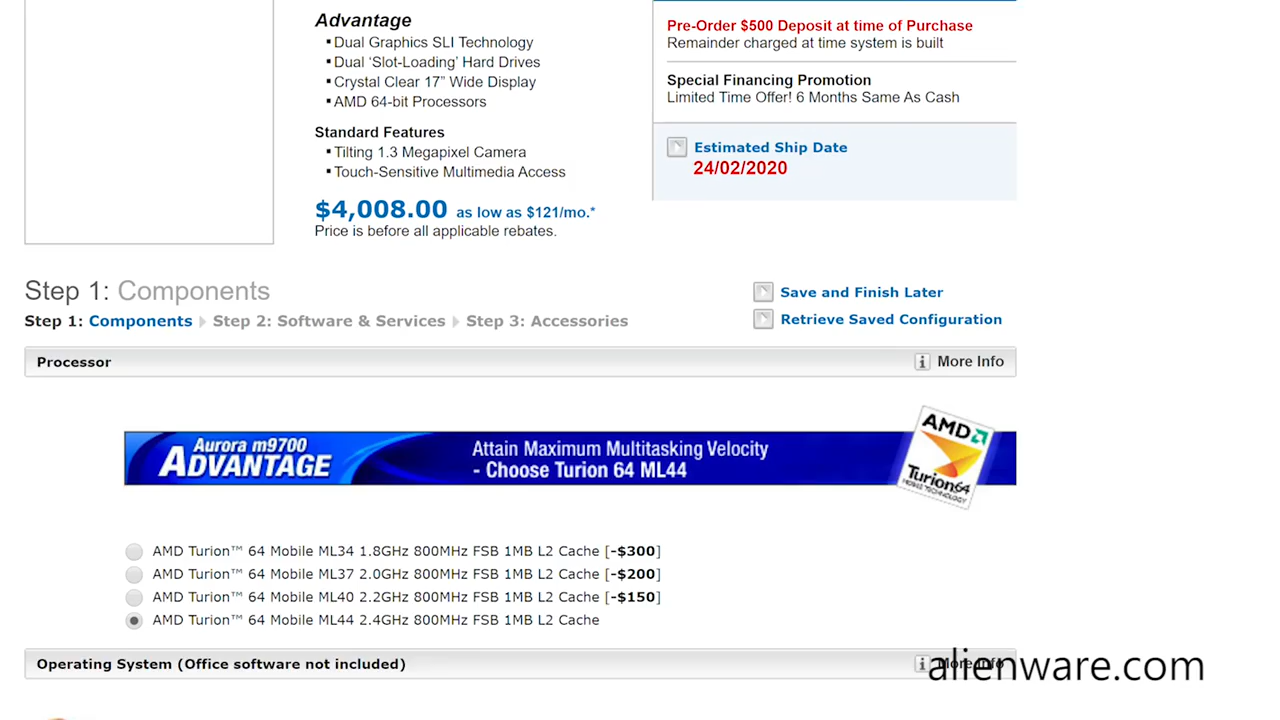 Advantage
▪ Dual Graphics SLI Technology
▪ Dual ‘Slot-Loading’ Hard Drives
▪ Crystal Clear 17” Wide Display
▪ AMD 64-bit Processors
Standard Features
▪ Tilting 1.3 Megapixel Camera
▪ Touch-Sensitive Multimedia Access
$4,008.00 as low as $121/mo.*
Price is before all applicable rebates.
Pre-Order $500 Deposit at time of Purchase
Remainder charged at time system is built
Special Financing Promotion
Limited Time Offer! 6 Months Same As Cash
Estimated Ship Date
24/02/2020
Step 1: Components
Save and Finish Later
Step 1: Components Step 2: Software & Services Step 3: Accessories
Retrieve Saved Configuration
Processor
More Info
Aurora m9700
ADVANTAGE
Attain Maximum Multitasking Velocity
- Choose Turion 64 ML44
AMD
Turion64
MOBILE TECHNOLOGY
AMD Turion™ 64 Mobile ML34 1.8GHz 800MHz FSB 1MB L2 Cache [-$300]
AMD Turion™ 64 Mobile ML37 2.0GHz 800MHz FSB 1MB L2 Cache [-$200]
AMD Turion™ 64 Mobile ML40 2.2GHz 800MHz FSB 1MB L2 Cache [-$150]
AMD Turion™ 64 Mobile ML44 2.4GHz 800MHz FSB 1MB L2 Cache
Operating System (Office software not included)
More Info
alienware.com